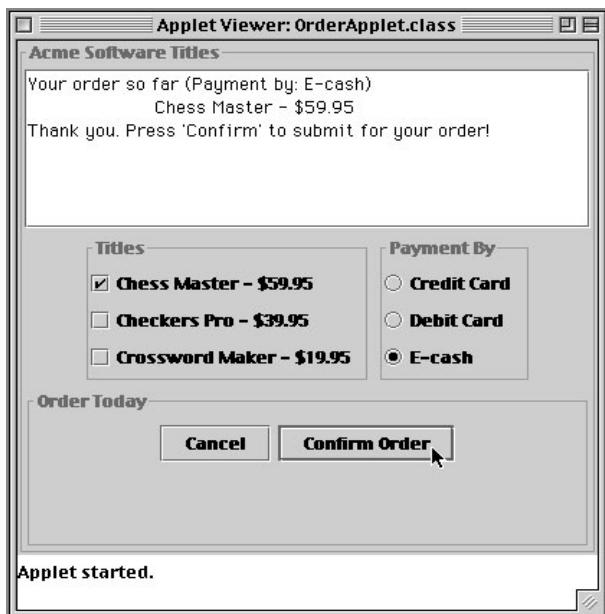 Applet Viewer: OrderApplet.class
Acme Software Titles
Your order so far (Payment by: E-cash)
Chess Master - $59.95
Thank you. Press 'Confirm' to submit for your order!
Titles
Chess Master - $59.95
Checkers Pro - $39.95
Crossword Maker - $19.95
Payment By
Credit Card
Debit Card
E-cash
Order Today
Cancel
Confirm Order
Applet started.